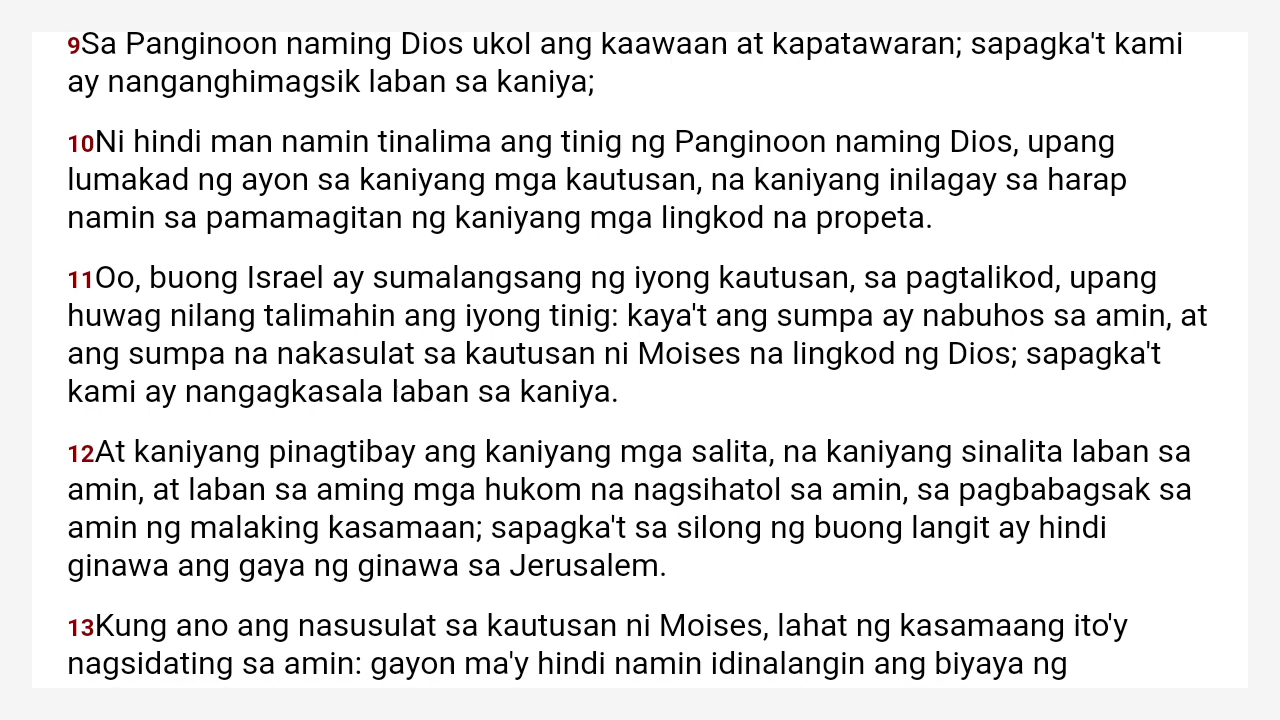 9Sa Panginoon naming Dios ukol ang kaawaan at kapatawaran; sapagka't kami
ay nanganghimagsik laban sa kaniya;
10Ni hindi man namin tinalima ang tinig ng Panginoon naming Dios, upang
lumakad ng ayon sa kaniyang mga kautusan, na kaniyang inilagay sa harap
namin sa pamamagitan ng kaniyang mga lingkod na propeta.
11Oo, buong Israel ay sumalangsang ng iyong kautusan, sa pagtalikod, upang
huwag nilang talimahin ang iyong tinig: kaya't ang sumpa ay nabuhos sa amin, at
ang sumpa na nakasulat sa kautusan ni Moises na lingkod ng Dios; sapagka't
kami ay nangagkasala laban sa kaniya.
12At kaniyang pinagtibay ang kaniyang mga salita, na kaniyang sinalita laban sa
amin, at laban sa aming mga hukom na nagsihatol sa amin, sa pagbabagsak sa
amin ng malaking kasamaan; sapagka't sa silong ng buong langit ay hindi
ginawa ang gaya ng ginawa sa Jerusalem.
13Kung ano ang nasusulat sa kautusan ni Moises, lahat ng kasamaang ito'y
nagsidating sa amin: gayon ma'y hindi namin idinalangin ang biyaya ng